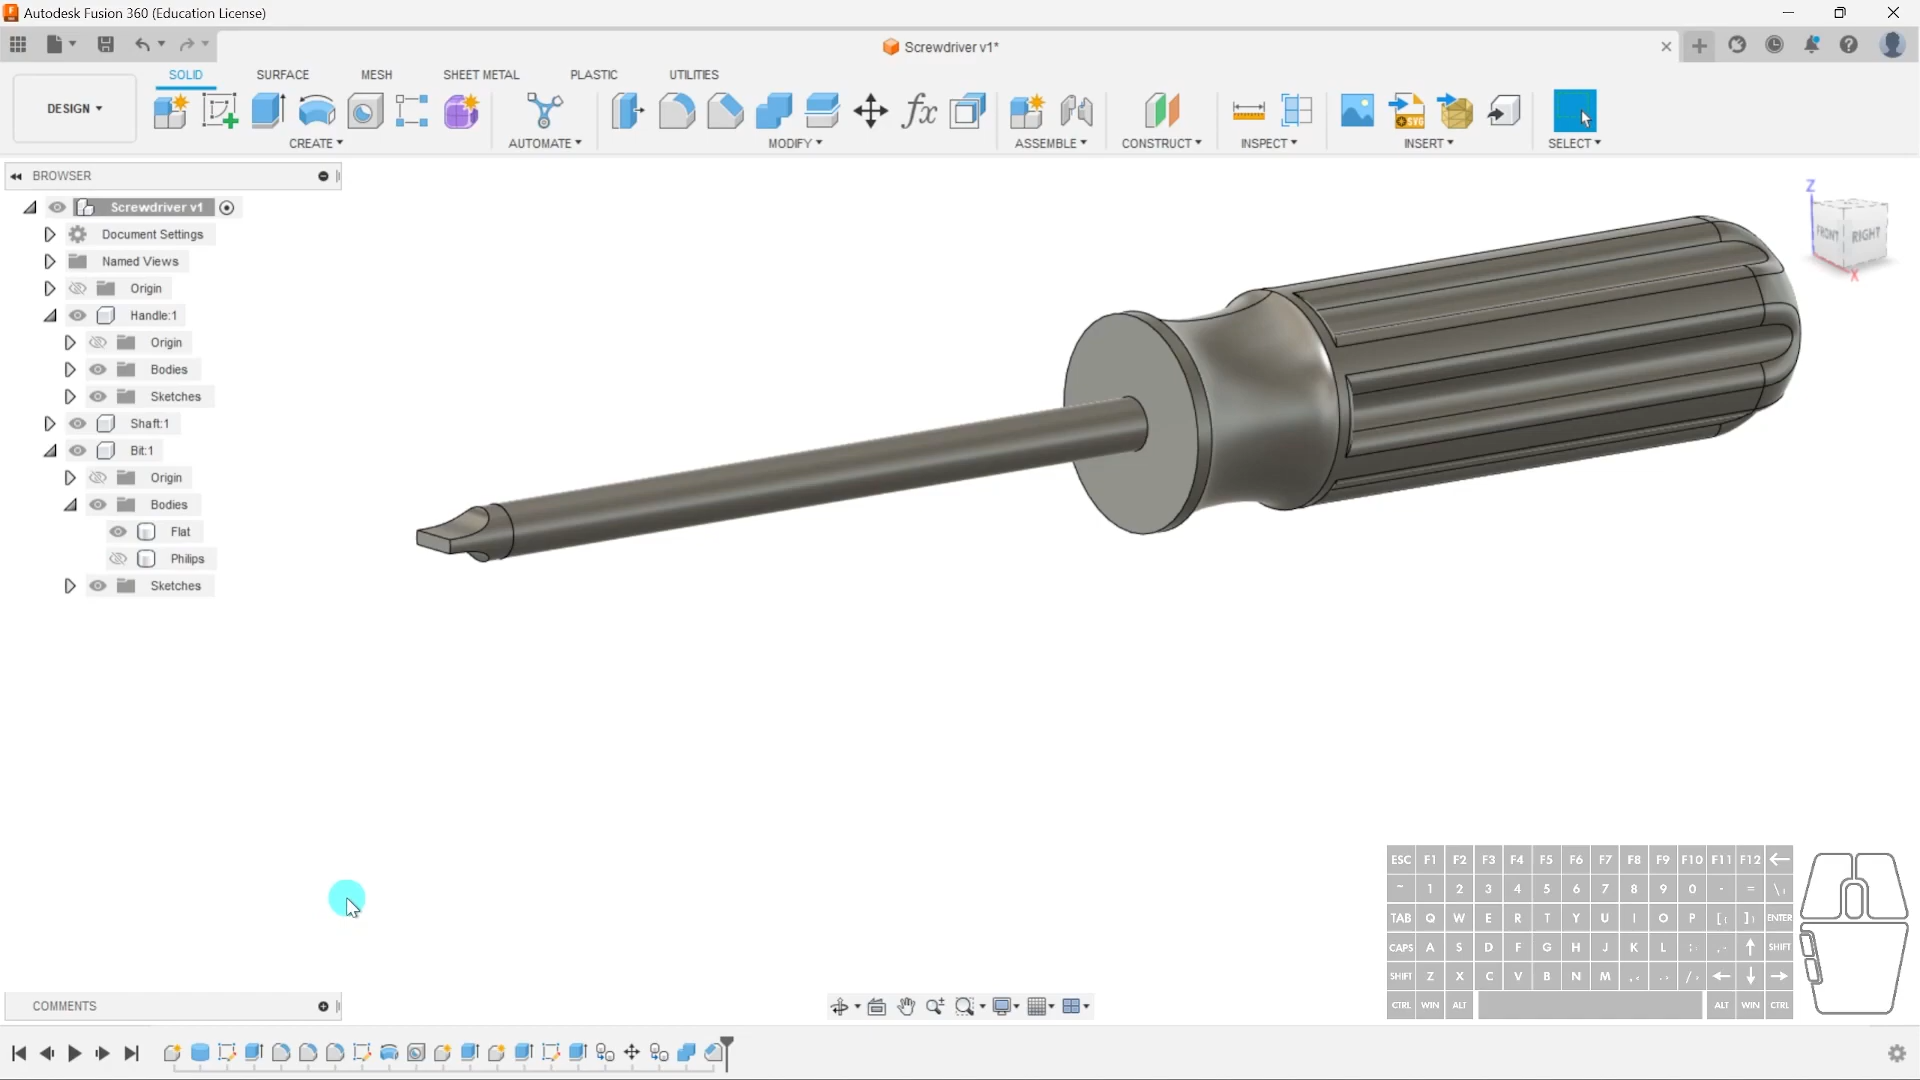 Autodesk Fusion 360 (Education License)
Screwdriver v1*
SOLID SURFACE MESH SHEET METAL PLASTIC UTILITIES
DESIGN
CREATE AUTOMATE MODIFY ASSEMBLE CONSTRUCT INSPECT INSERT SELECT
BROWSER
Screwdriver v1
Document Settings
Named Views
Origin
Handle:1
Origin
Bodies
Sketches
Shaft:1
Bit:1
Origin
Bodies
Flat
Philips
Sketches
Z
FRONT RIGHT
X
ESC F1 F2 F3 F4 F5 F6 F7 F8 F9 F10 F11 F12
~ 1 2 3 4 5 6 7 8 9 0 - = \
TAB Q W E R T Y U I O P [ ] ENTER
CAPS A S D F G H J K L ; SHIFT
SHIFT Z X C V B N M /
CTRL WIN ALT ALT WIN CTRL
COMMENTS